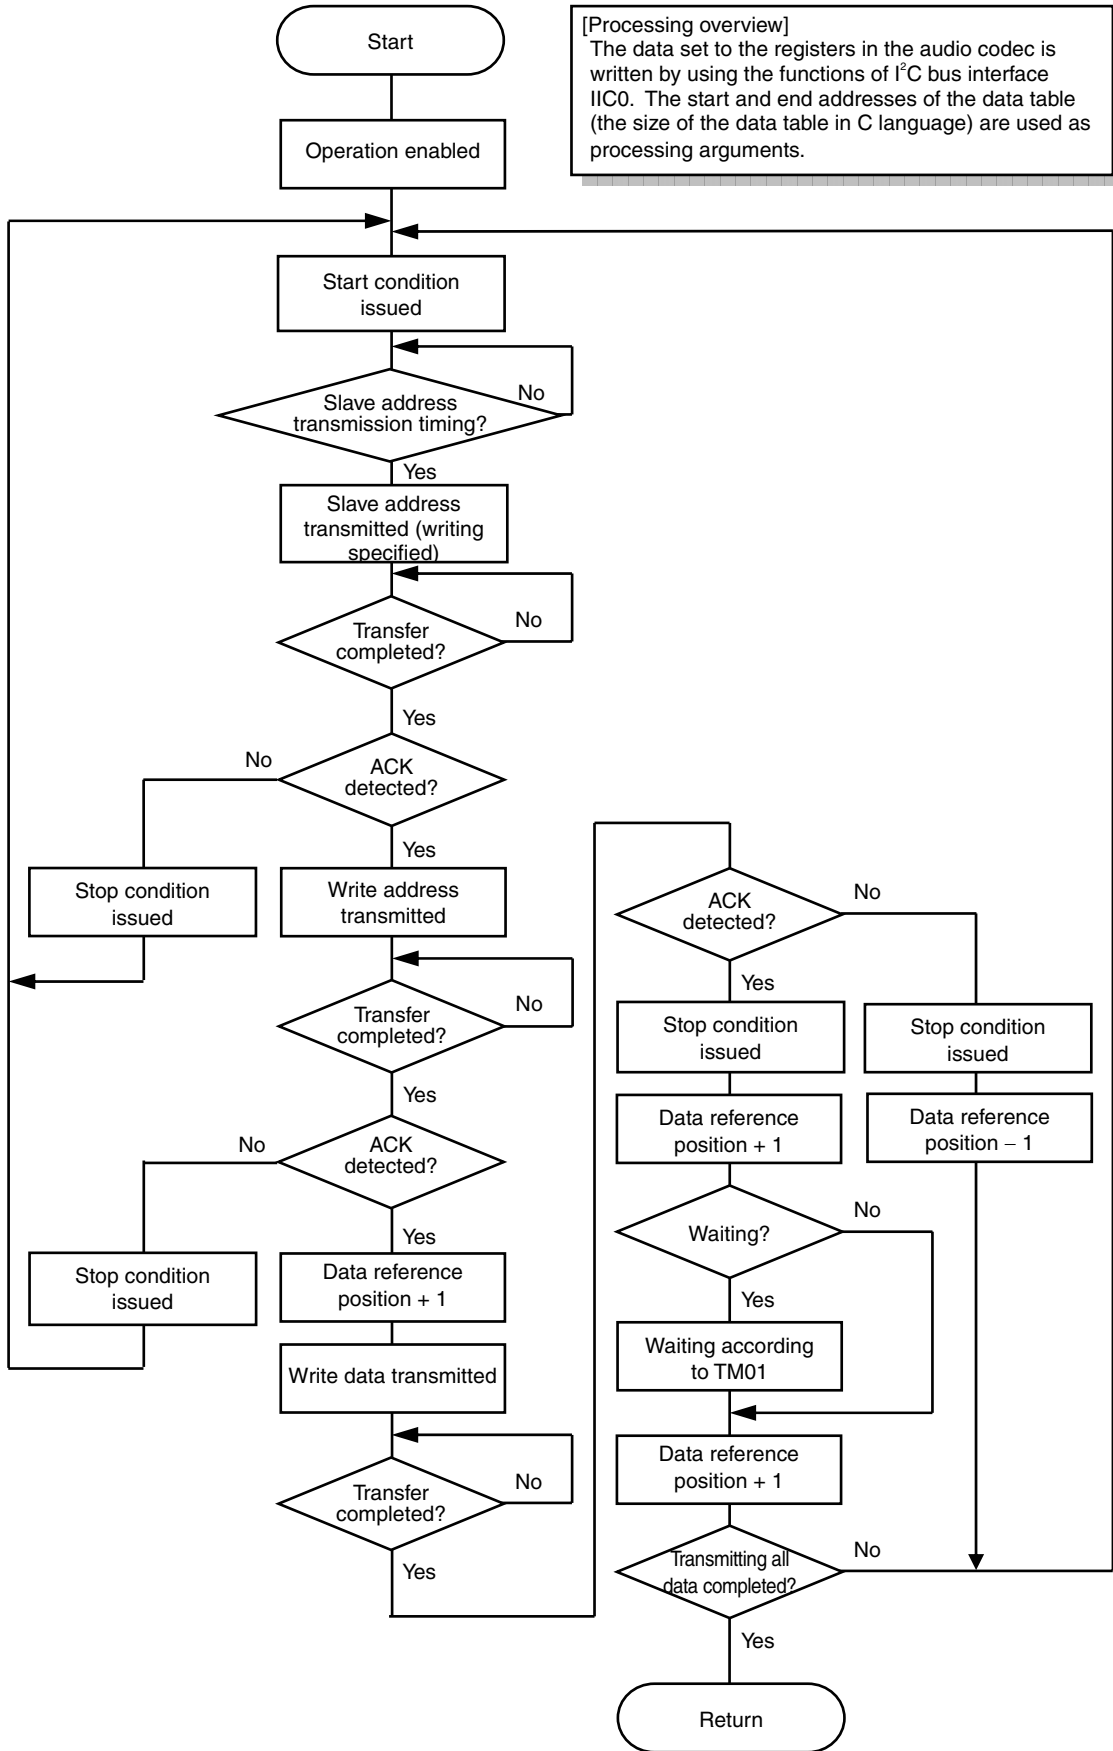 Start
[Processing overview]
The data set to the registers in the audio codec is
written by using the functions of I²C bus interface
IIC0. The start and end addresses of the data table
(the size of the data table in C language) are used as
processing arguments.
Operation enabled
Start condition
issued
No
Slave address
transmission timing?
Yes
Slave address
transmitted (writing
specified)
No
Transfer
completed?
Yes
No
ACK
detected?
Yes
Stop condition
issued
Write address
transmitted
No
Transfer
completed?
Yes
No
ACK
detected?
Yes
Stop condition
issued
Data reference
position + 1
Write data transmitted
No
Transfer
completed?
Yes
No
ACK
detected?
Yes
Stop condition
issued
Stop condition
issued
Data reference
position + 1
Data reference
position – 1
No
Waiting?
Yes
Waiting according
to TM01
Data reference
position + 1
No
Transmitting all
data completed?
Yes
Return